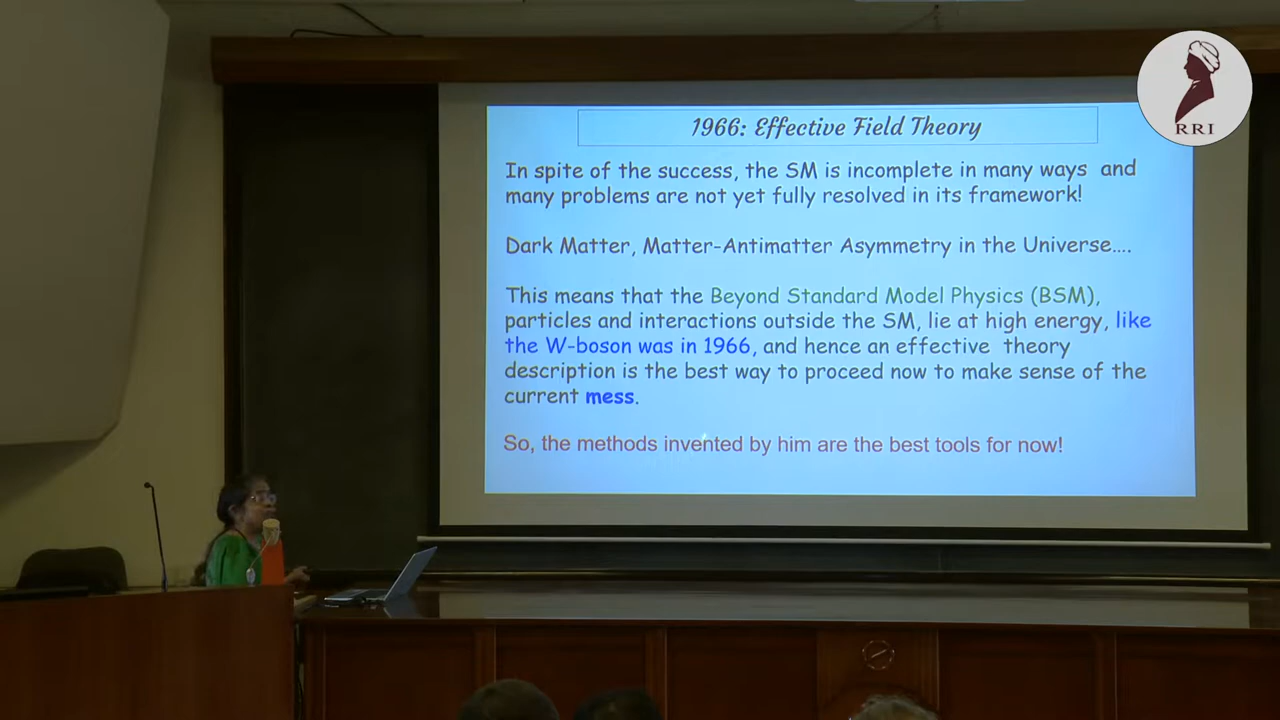 RRI
1966: Effective Field Theory
In spite of the success, the SM is incomplete in many ways and
many problems are not yet fully resolved in its framework!
Dark Matter, Matter-Antimatter Asymmetry in the Universe....
This means that the Beyond Standard Model Physics (BSM),
particles and interactions outside the SM, lie at high energy, like
the W-boson was in 1966, and hence an effective theory
description is the best way to proceed now to make sense of the
current mess.
So, the methods invented by him are the best tools for now!